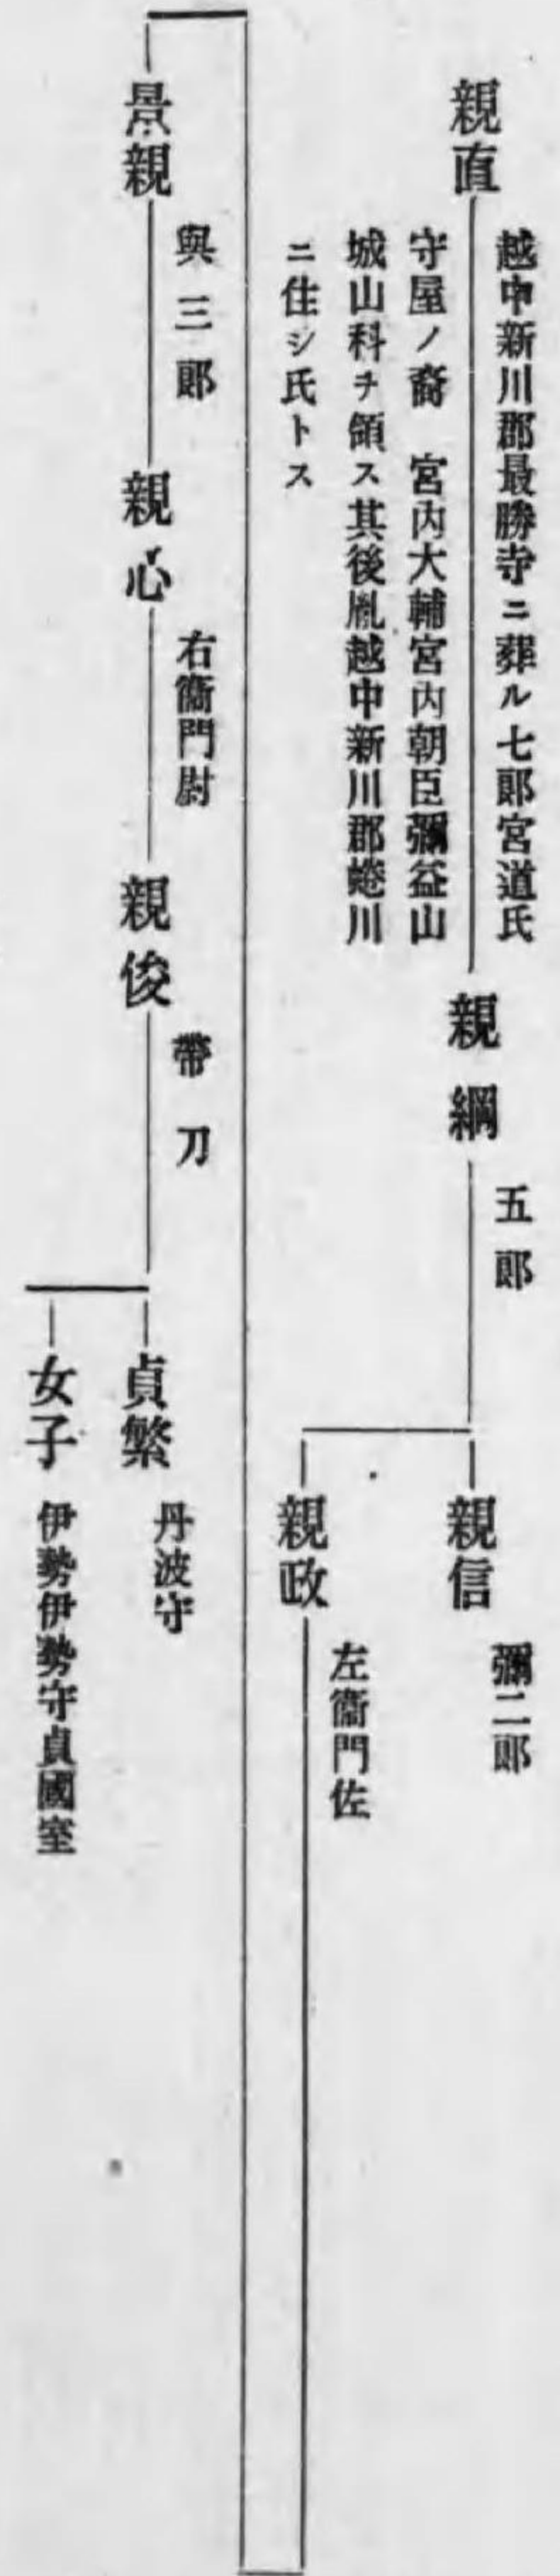 親直
越中新川郡最勝寺ニ葬ル七郎宮道氏
守屋ノ裔　宮内大輔宮内朝臣彌益山
城山科チ領ス其後胤越中新川郡蜷川
ニ住シ氏トス
親綱
五郎
親信
彌二郎
親政
左衞門佐
景親
與三郎
親心
右衞門尉
親俊
帶刀
貞繁
丹波守
女子
伊勢伊勢守貞國室